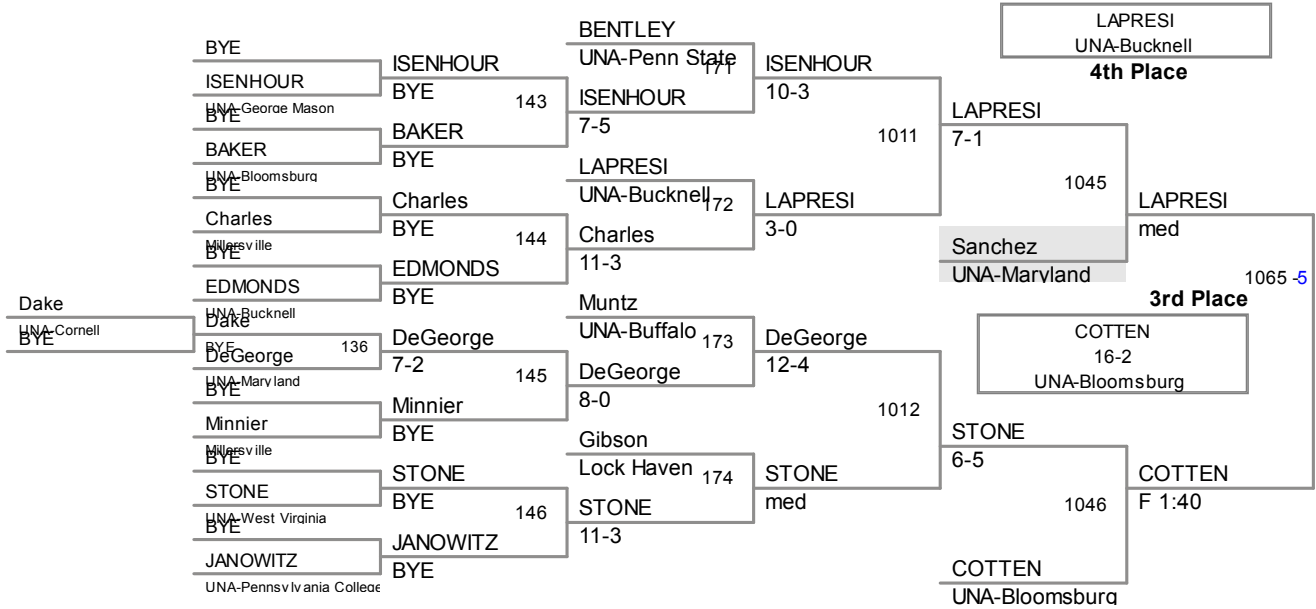 Dake
UNA-Cornell
BYE
BYE
ISENHOUR
UNA-George Mason
BYE
BAKER
UNA-Bloomsburg
BYE
Charles
Millersville
BYE
EDMONDS
UNA-Bucknell
Dake
BYE
136
DeGeorge
UNA-Maryland
BYE
Minnier
Millersville
BYE
STONE
UNA-West Virginia
BYE
JANOWITZ
UNA-Pennsylvania College
ISENHOUR
BYE
143
BAKER
BYE
Charles
BYE
144
EDMONDS
BYE
DeGeorge
7-2
145
Minnier
BYE
STONE
BYE
146
JANOWITZ
BYE
BENTLEY
UNA-Penn State
171
ISENHOUR
7-5
LAPRESI
UNA-Bucknell
172
Charles
11-3
Muntz
UNA-Buffalo
173
DeGeorge
8-0
Gibson
Lock Haven
174
STONE
11-3
ISENHOUR
10-3
1011
LAPRESI
3-0
DeGeorge
12-4
1012
STONE
med
LAPRESI
7-1
1045
Sanchez
UNA-Maryland
STONE
6-5
1046
COTTEN
UNA-Bloomsburg
LAPRESI
med
1065 -5
COTTEN
F 1:40
LAPRESI
UNA-Bucknell
4th Place
3rd Place
COTTEN
16-2
UNA-Bloomsburg